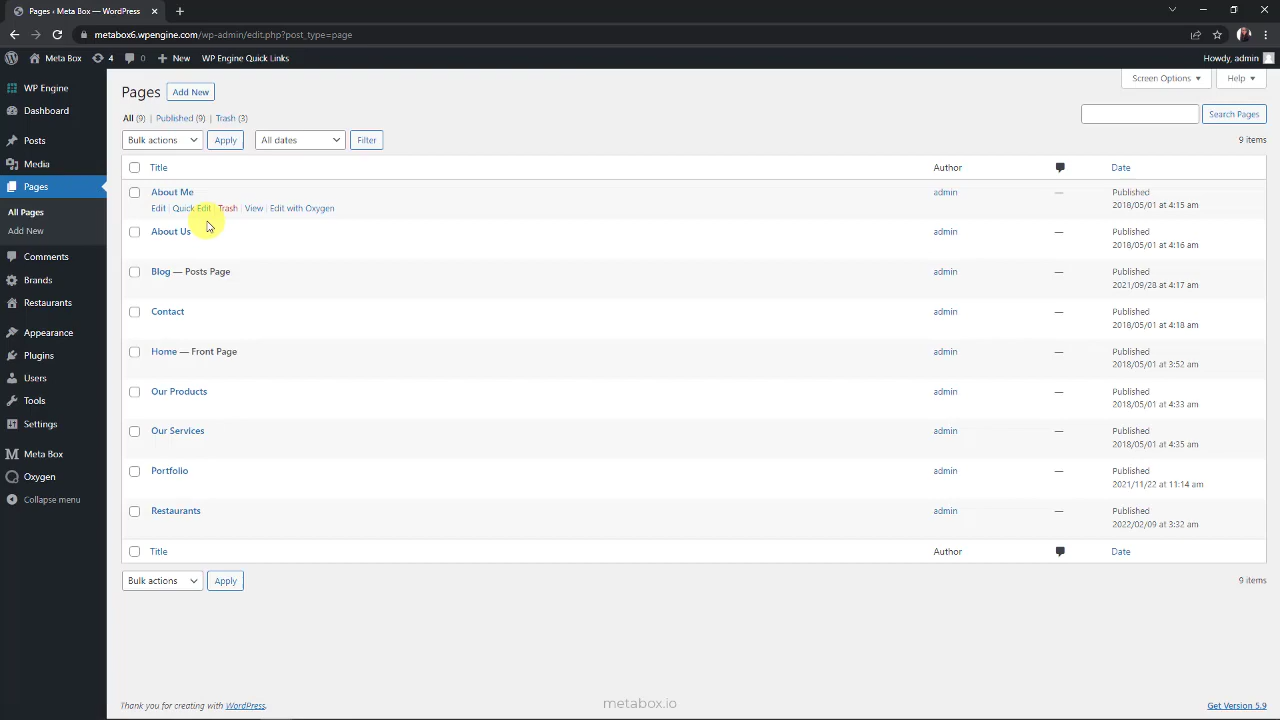 Pages ‹ Meta Box — WordPress
metabox6.wpengine.com/wp-admin/edit.php?post_type=page
Meta Box 4 0 New WP Engine Quick Links Howdy, admin
WP Engine
Dashboard
Posts
Media
Pages
All Pages
Add New
Comments
Brands
Restaurants
Appearance
Plugins
Users
Tools
Settings
Meta Box
Oxygen
Collapse menu
Screen Options Help
Pages Add New
All (9) | Published (9) | Trash (3)
Search Pages
Bulk actions Apply All dates Filter
9 items
Title Author Date
About Me admin — Published
2018/05/01 at 4:15 am
Edit | Quick Edit | Trash | View | Edit with Oxygen
About Us admin — Published
2018/05/01 at 4:16 am
Blog — Posts Page admin — Published
2021/09/28 at 4:17 am
Contact admin — Published
2018/05/01 at 4:18 am
Home — Front Page admin — Published
2018/05/01 at 3:52 am
Our Products admin — Published
2018/05/01 at 4:33 am
Our Services admin — Published
2018/05/01 at 4:35 am
Portfolio admin — Published
2021/11/22 at 11:14 am
Restaurants admin — Published
2022/02/09 at 3:32 am
Title Author Date
Bulk actions Apply
9 items
Thank you for creating with WordPress.
metabox.io
Get Version 5.9